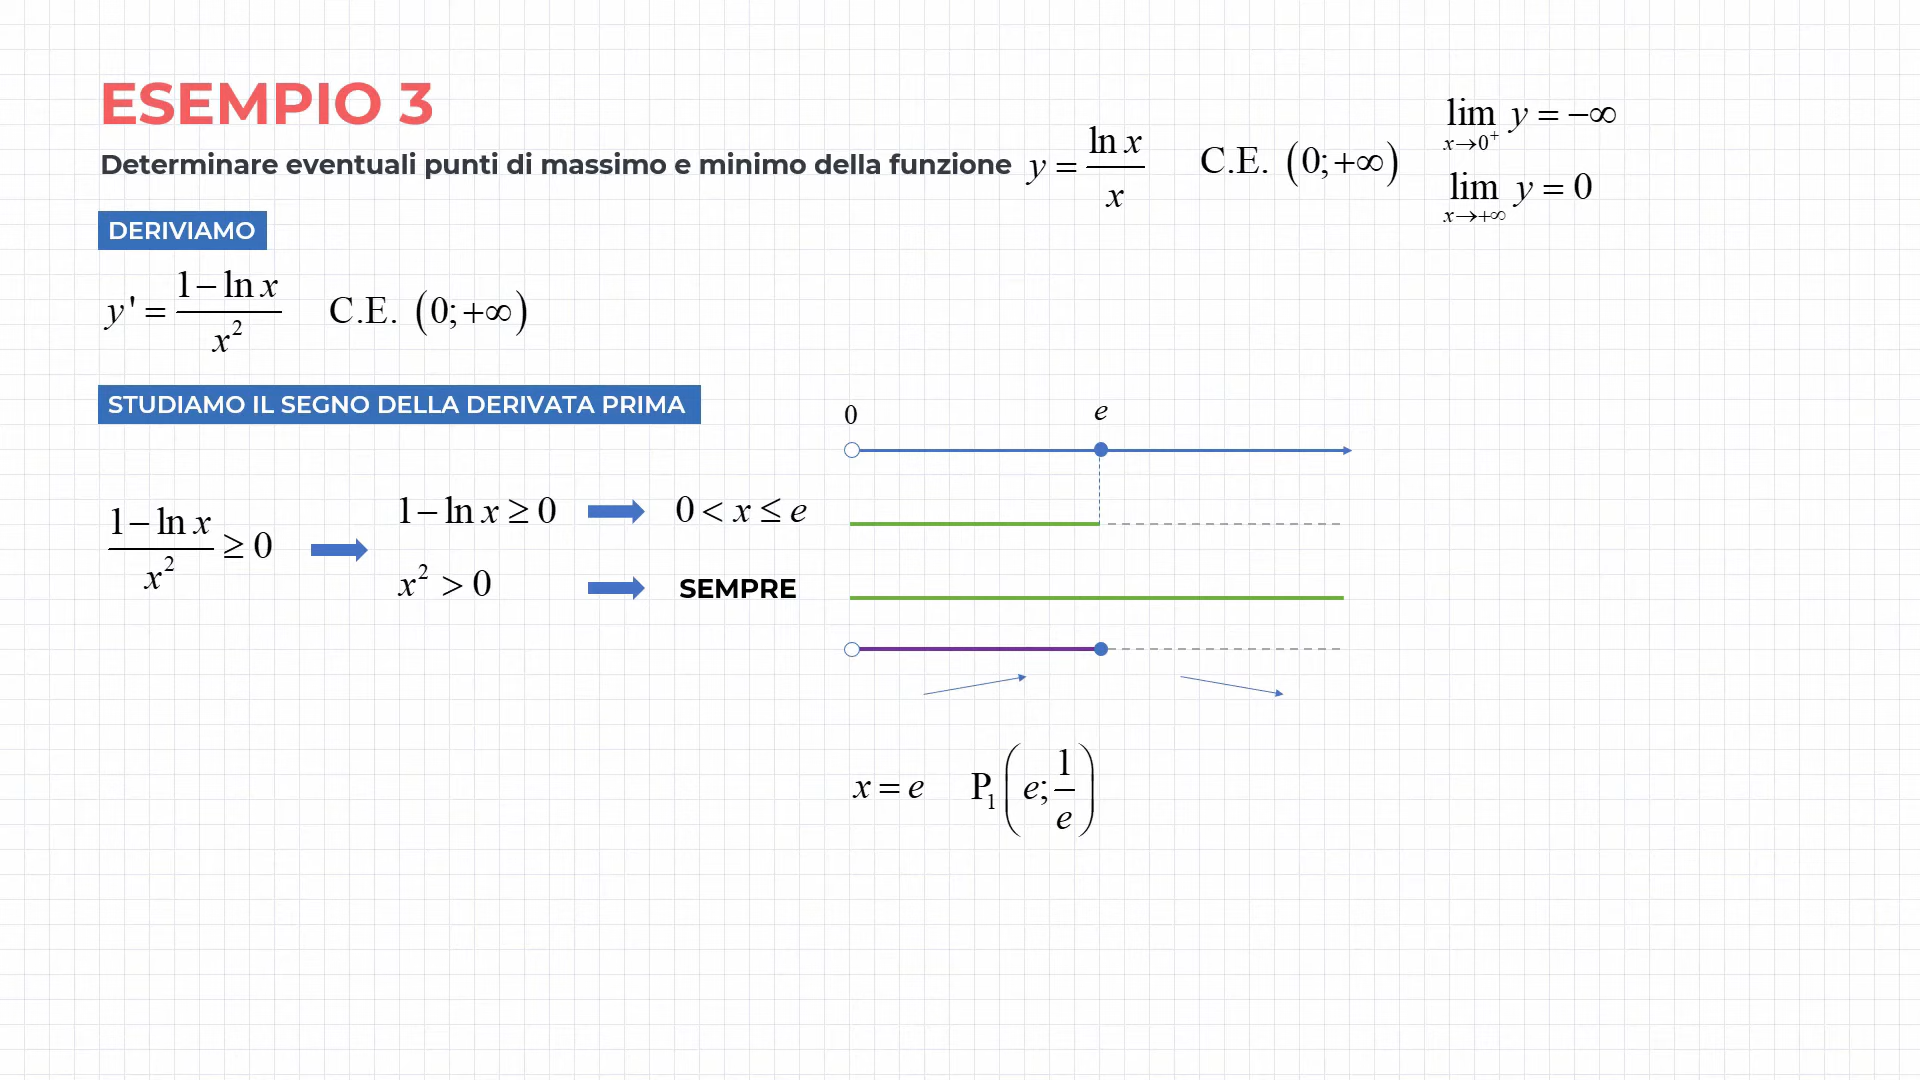 ESEMPIO 3
Determinare eventuali punti di massimo e minimo della funzione y = ln x / x C.E. (0; +∞)
lim x→0⁺ y = −∞
lim x→+∞ y = 0
DERIVIAMO
y' = (1 − ln x) / x² C.E. (0; +∞)
STUDIAMO IL SEGNO DELLA DERIVATA PRIMA
0 e
(1 − ln x) / x² ≥ 0
1 − ln x ≥ 0 0 < x ≤ e
x² > 0 SEMPRE
x = e P₁ (e; 1/e)